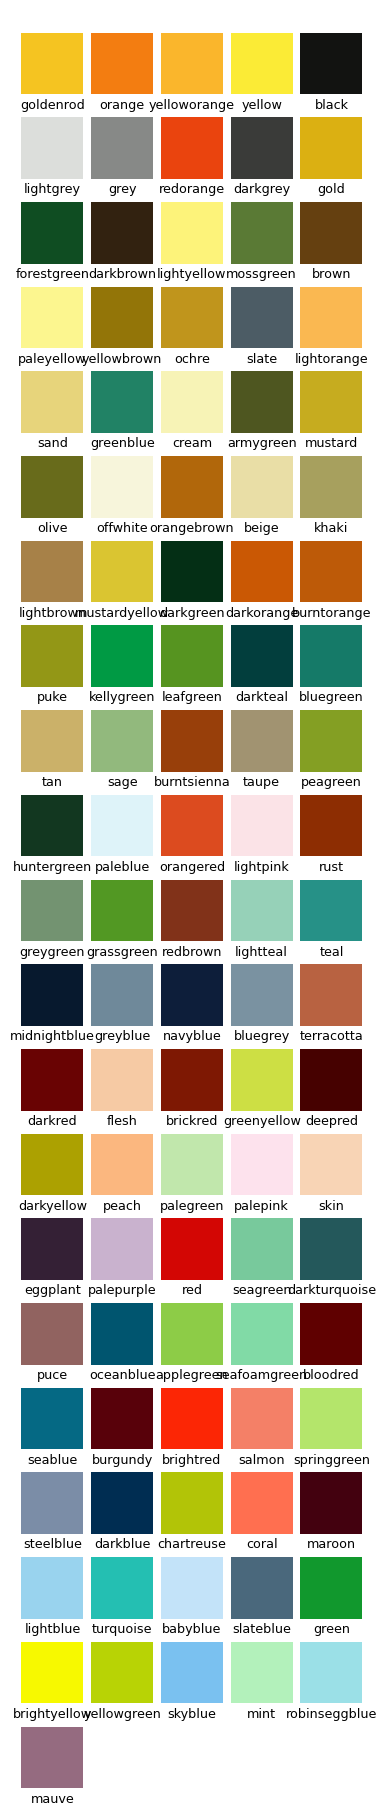 goldenrod orange yelloworange yellow black
lightgrey grey redorange darkgrey gold
forestgreen darkbrown lightyellow mossgreen brown
paleyellow yellowbrown ochre slate lightorange
sand greenblue cream armygreen mustard
olive offwhite orangebrown beige khaki
lightbrown mustardyellow darkgreen darkorange burntorange
puke kellygreen leafgreen darkteal bluegreen
tan sage burntsienna taupe peagreen
huntergreen paleblue orangered lightpink rust
greygreen grassgreen redbrown lightteal teal
midnightblue greyblue navyblue bluegrey terracotta
darkred flesh brickred greenyellow deepred
darkyellow peach palegreen palepink skin
eggplant palepurple red seagreen darkturquoise
puce oceanblue applegreen seafoamgreen bloodred
seablue burgundy brightred salmon springgreen
steelblue darkblue chartreuse coral maroon
lightblue turquoise babyblue slateblue green
brightyellow yellowgreen skyblue mint robinseggblue
mauve